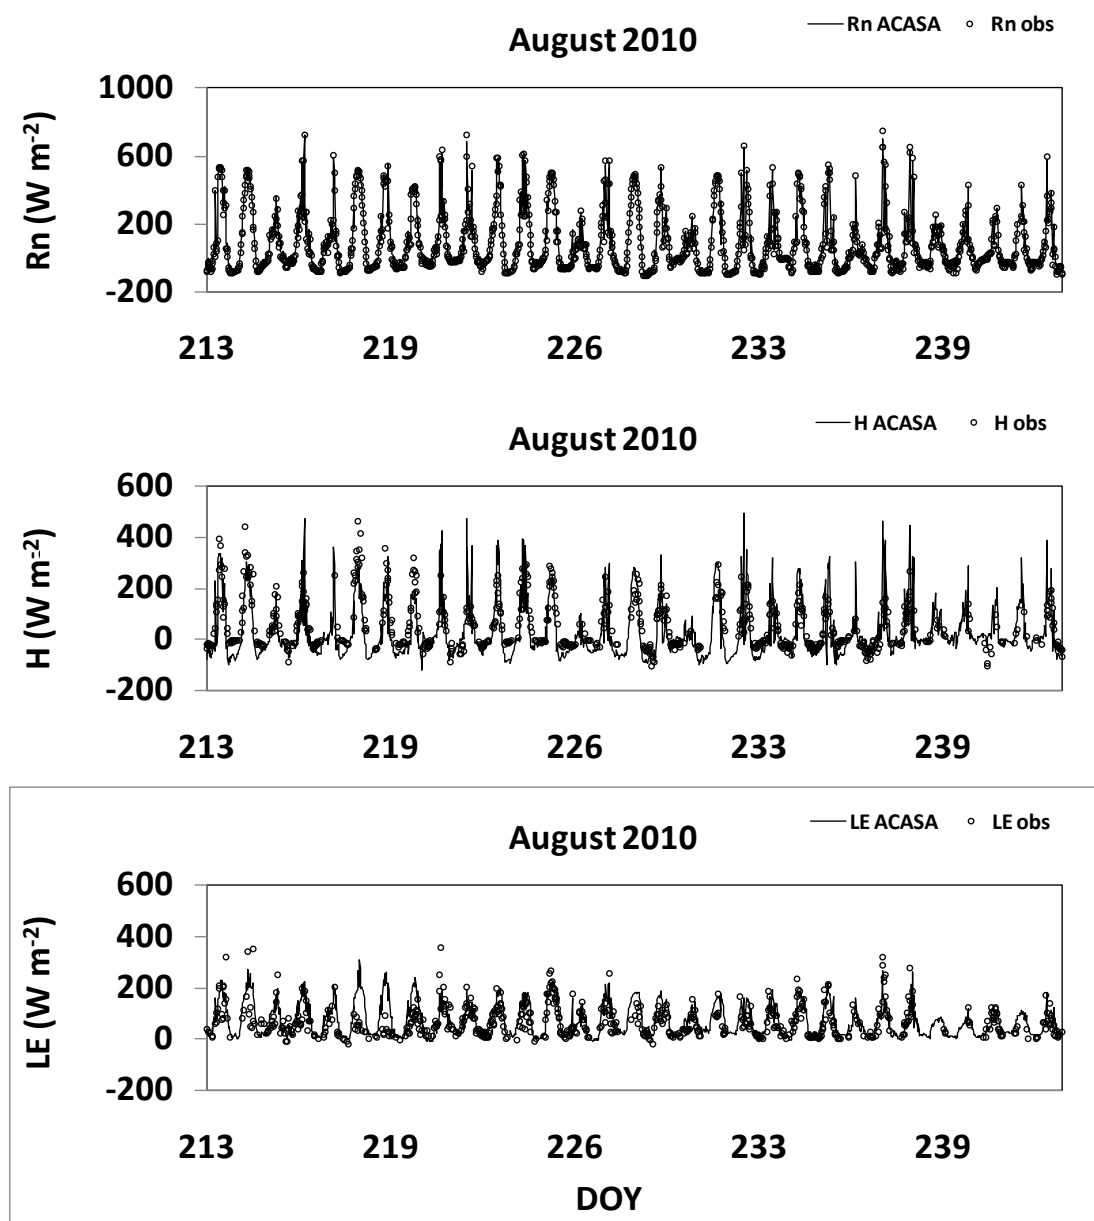 Rn ACASA Rn obs
August 2010
Rn (W m⁻²)
1000
600
200
-200
213 219 226 233 239
H ACASA H obs
August 2010
H (W m⁻²)
600
400
200
0
-200
213 219 226 233 239
LE ACASA LE obs
August 2010
LE (W m⁻²)
600
400
200
0
-200
213 219 226 233 239
DOY